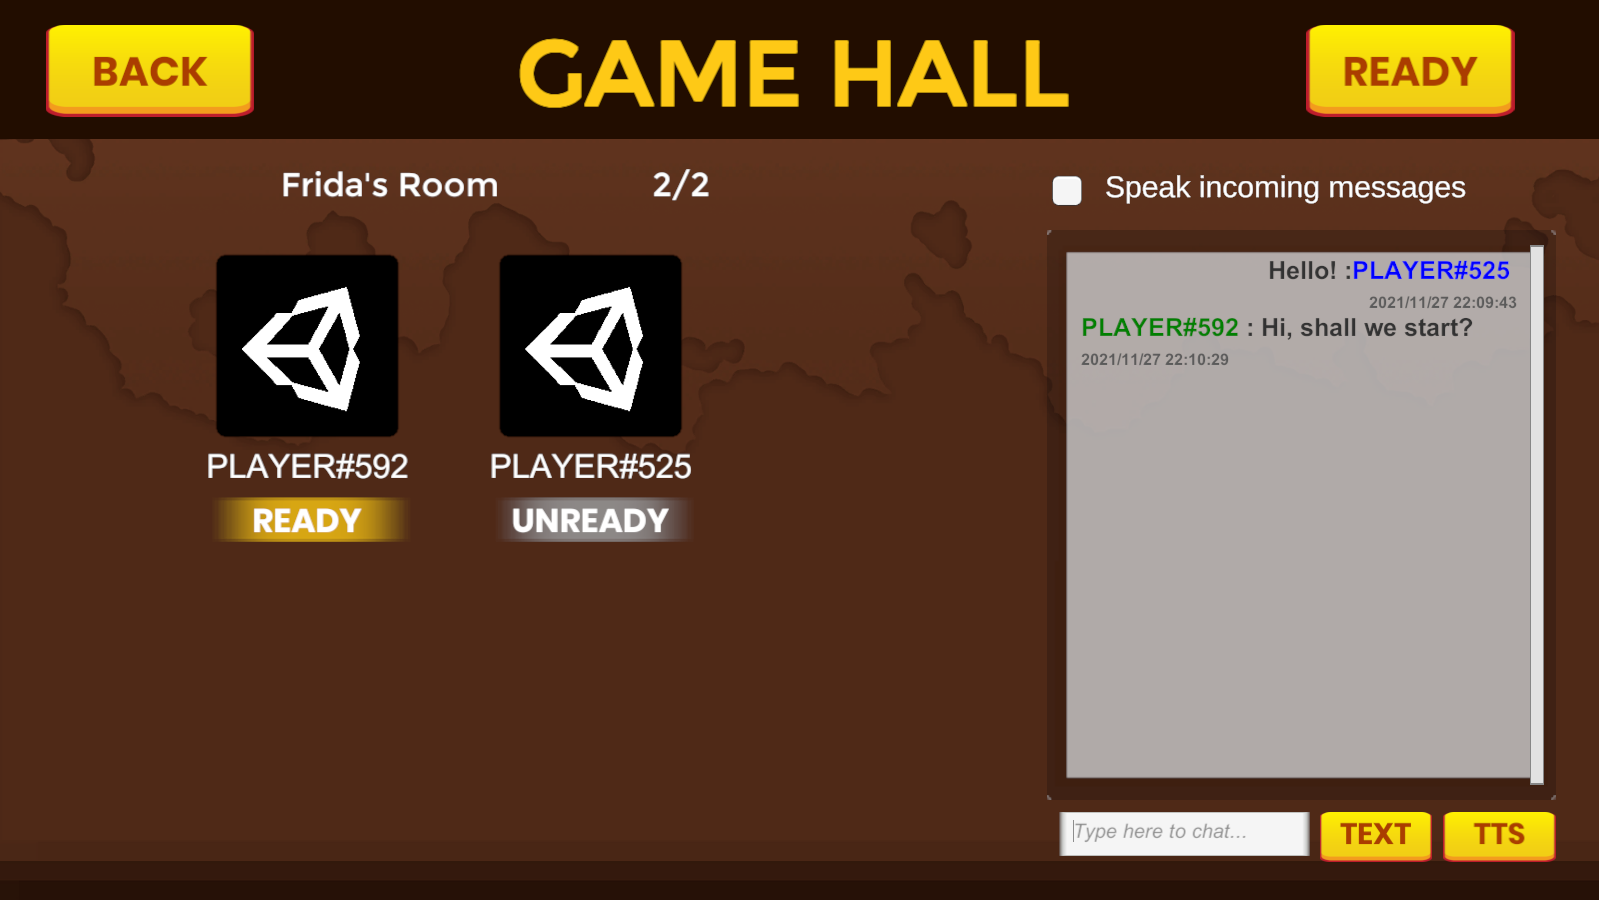 BACK
GAME HALL
READY
Frida's Room
2/2
PLAYER#592
PLAYER#525
READY
UNREADY
Speak incoming messages
Hello! :PLAYER#525
2021/11/27 22:09:43
PLAYER#592 : Hi, shall we start?
2021/11/27 22:10:29
Type here to chat...
TEXT
TTS